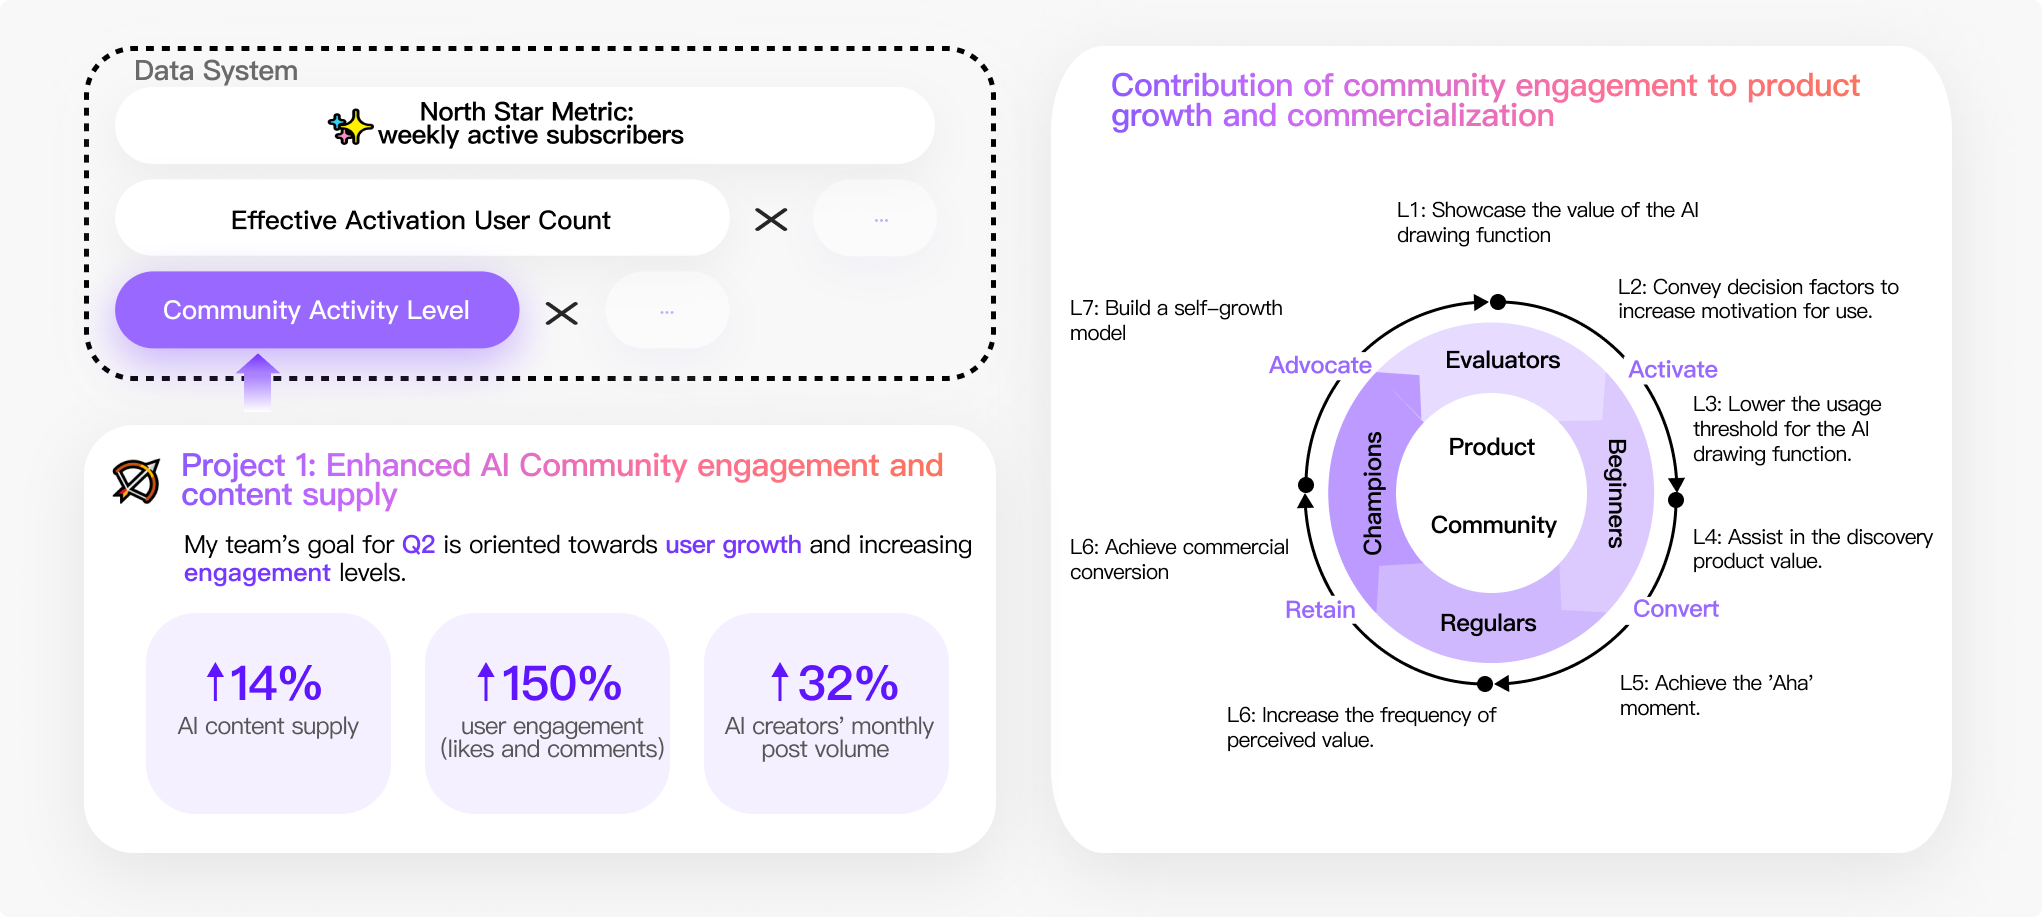 Data System
North Star Metric:
weekly active subscribers
Effective Activation User Count
...
Community Activity Level
...
Project 1: Enhanced AI Community engagement and
content supply
My team's goal for Q2 is oriented towards user growth and increasing
engagement levels.
14%
AI content supply
150%
user engagement
(likes and comments)
32%
AI creators' monthly
post volume
Contribution of community engagement to product
growth and commercialization
L1: Showcase the value of the AI
drawing function
L2: Convey decision factors to
increase motivation for use.
Activate
L3: Lower the usage
threshold for the AI
drawing function.
L4: Assist in the discovery
product value.
Convert
L5: Achieve the 'Aha'
moment.
L6: Increase the frequency of
perceived value.
Retain
L6: Achieve commercial
conversion
Advocate
L7: Build a self-growth
model
Evaluators
Beginners
Regulars
Champions
Product
Community